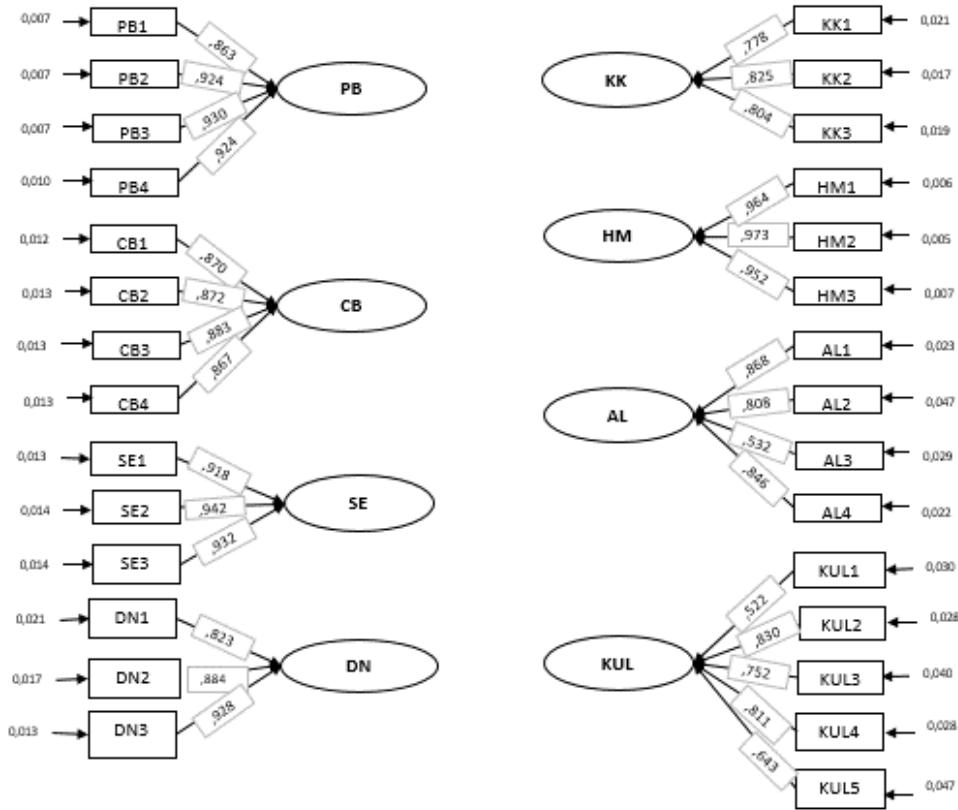 0,007
PB1
,863
0,007
PB2
,924
PB
0,007
PB3
,930
0,010
PB4
,924
0,012
CB1
,870
0,013
CB2
,872
CB
0,013
CB3
,883
0,013
CB4
,867
0,013
SE1
,918
0,014
SE2
,942
SE
0,014
SE3
,932
0,021
DN1
,823
0,017
DN2
,884
DN
0,013
DN3
,928
,778
KK1
0,021
KK
,825
KK2
0,017
,804
KK3
0,019
,964
HM1
0,006
HM
,973
HM2
0,005
,952
HM3
0,007
,868
AL1
0,023
AL
,808
AL2
0,047
,532
AL3
0,029
,846
AL4
0,022
,522
KUL1
0,030
,830
KUL2
0,028
KUL
,752
KUL3
0,040
,811
KUL4
0,028
,643
KUL5
0,047